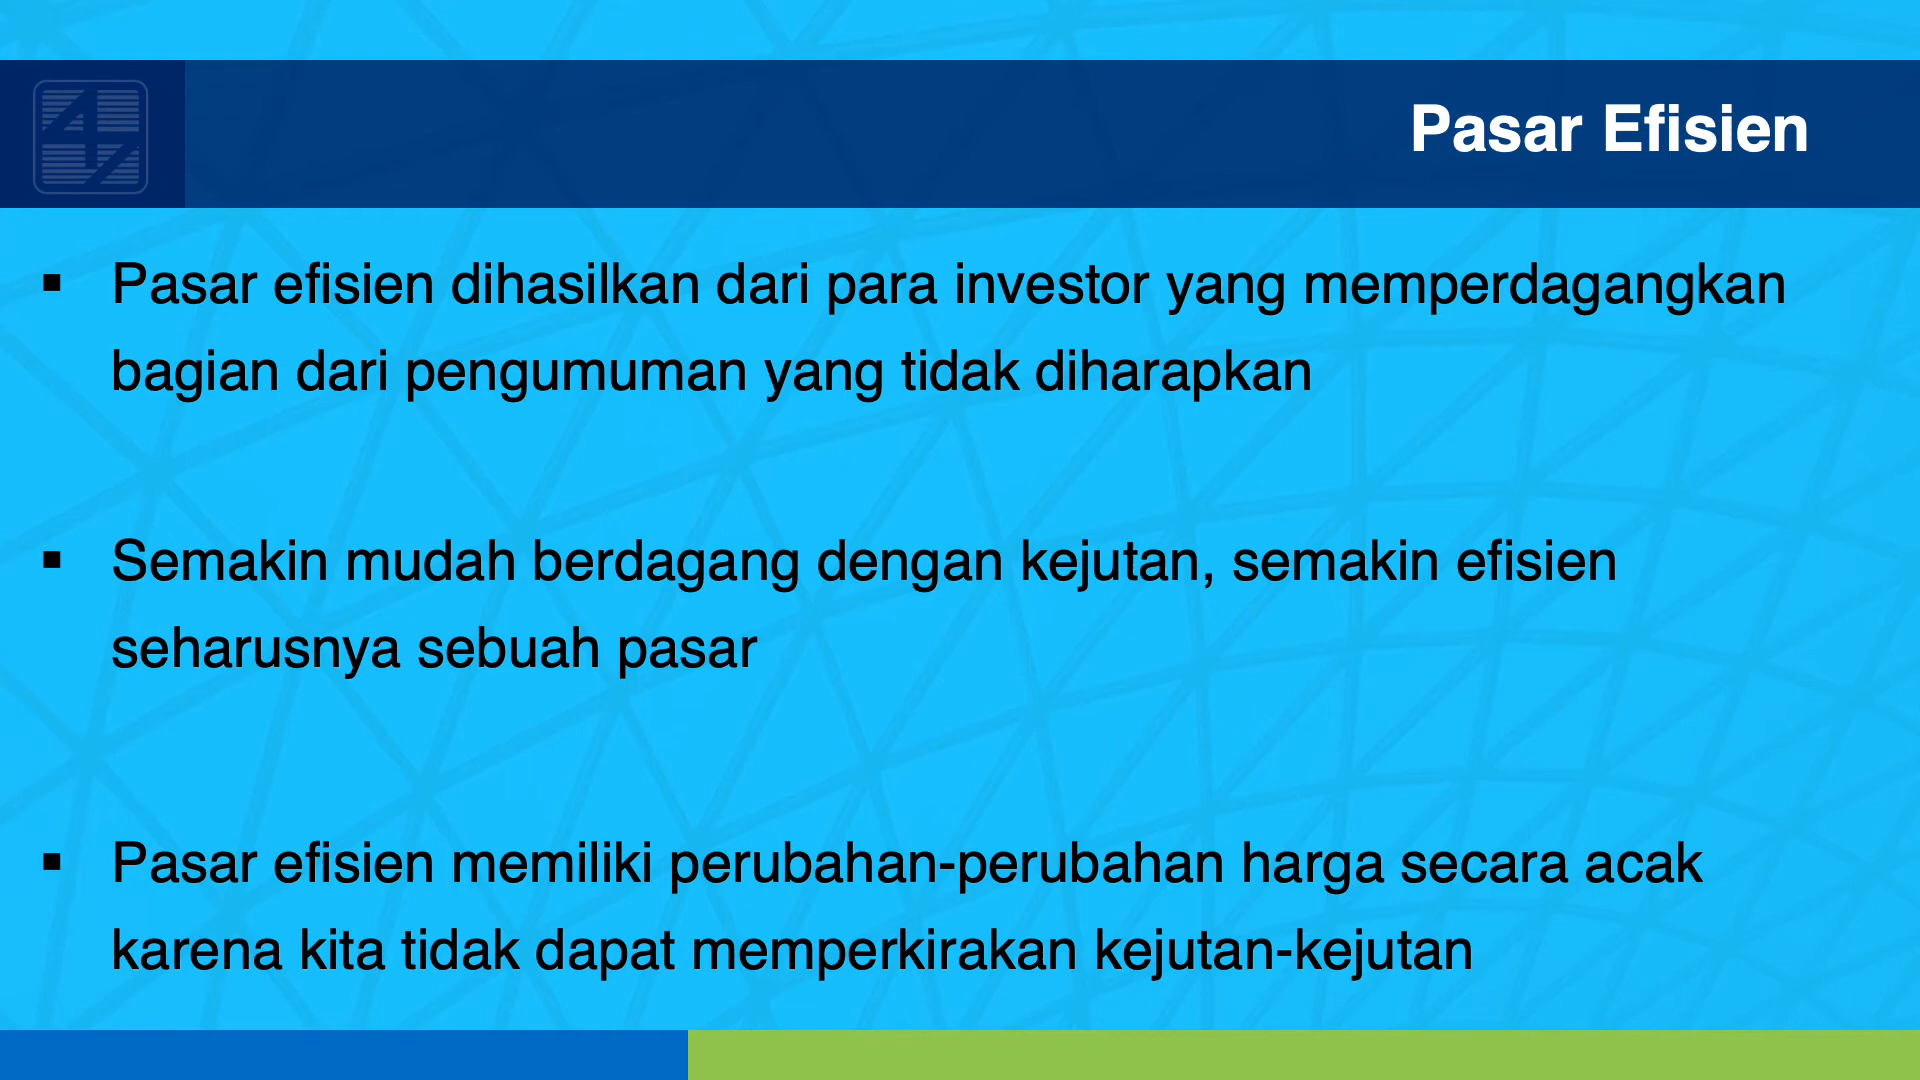 Pasar Efisien
▪ Pasar efisien dihasilkan dari para investor yang memperdagangkan
bagian dari pengumuman yang tidak diharapkan
▪ Semakin mudah berdagang dengan kejutan, semakin efisien
seharusnya sebuah pasar
▪ Pasar efisien memiliki perubahan-perubahan harga secara acak
karena kita tidak dapat memperkirakan kejutan-kejutan